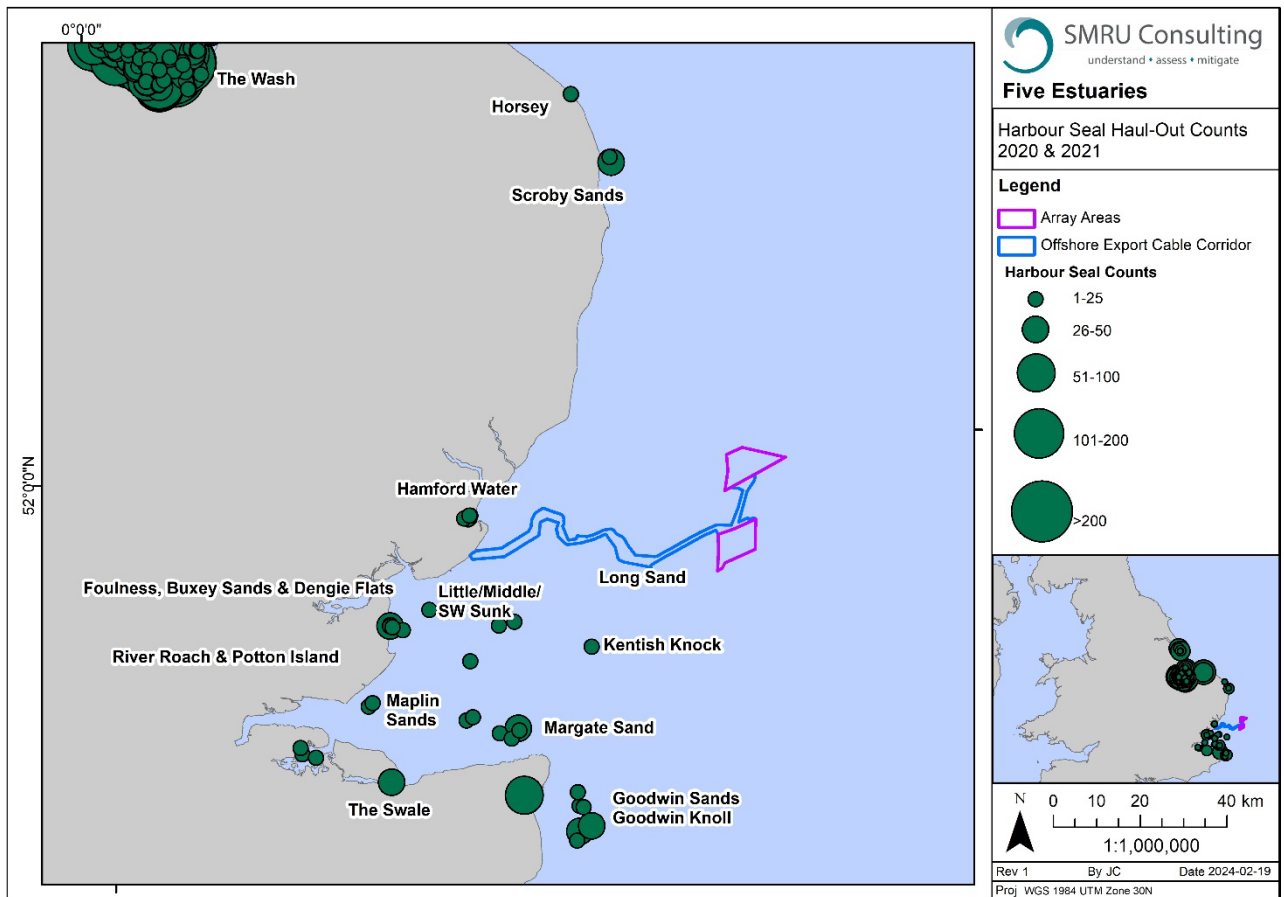 0°0'0"
52°0'0"N
The Wash
Horsey
Scroby Sands
Hamford Water
Long Sand
Foulness, Buxey Sands & Dengie Flats
Little/Middle/
SW Sunk
River Roach & Potton Island
Kentish Knock
Maplin
Sands
Margate Sand
The Swale
Goodwin Sands
Goodwin Knoll
SMRU Consulting
understand • assess • mitigate
Five Estuaries
Harbour Seal Haul-Out Counts
2020 & 2021
Legend
Array Areas
Offshore Export Cable Corridor
Harbour Seal Counts
1-25
26-50
51-100
101-200
>200
N
0 10 20 40 km
1:1,000,000
Rev 1 By JC Date 2024-02-19
Proj WGS 1984 UTM Zone 30N